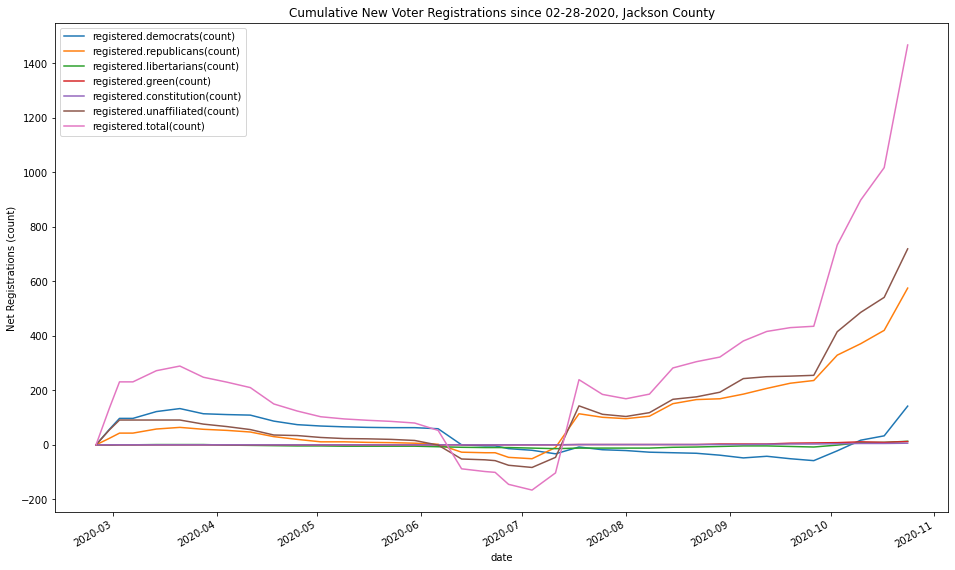 Cumulative New Voter Registrations since 02-28-2020, Jackson County
registered.democrats(count)
registered.republicans(count)
registered.libertarians(count)
registered.green(count)
registered.constitution(count)
registered.unaffiliated(count)
registered.total(count)
Net Registrations (count)
1400
1200
1000
800
600
400
200
0
−200
2020-03
2020-04
2020-05
2020-06
2020-07
2020-08
2020-09
2020-10
2020-11
date